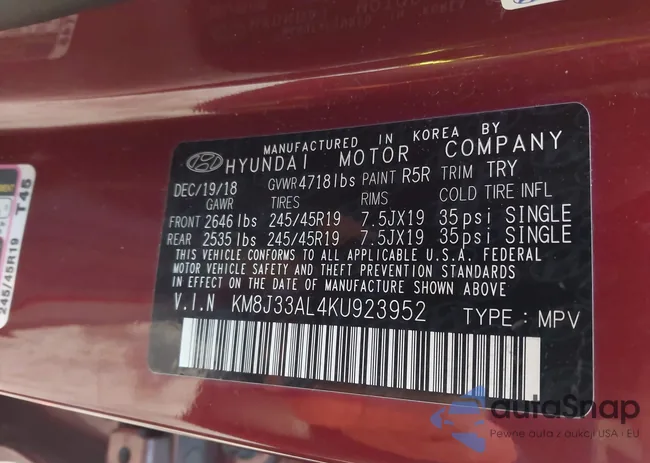 MANUFACTURED IN KOREA BY
HYUNDAI MOTOR COMPANY
DEC/19/18 GVWR 4718lbs PAINT R5R TRIM TRY
GAWR TIRES RIMS COLD TIRE INFL
FRONT 2646 lbs 245/45R19 7.5JX19 35psi SINGLE
REAR 2535 lbs 245/45R19 7.5JX19 35psi SINGLE
THIS VEHICLE CONFORMS TO ALL APPLICABLE U.S.A. FEDERAL
MOTOR VEHICLE SAFETY AND THEFT PREVENTION STANDARDS
IN EFFECT ON THE DATE OF MANUFACTURE SHOWN ABOVE
V.I.N KM8J33AL4KU923952 TYPE : MPV
245/45R19
T45
autoSnap
Pewne auta z aukcji USA i EU